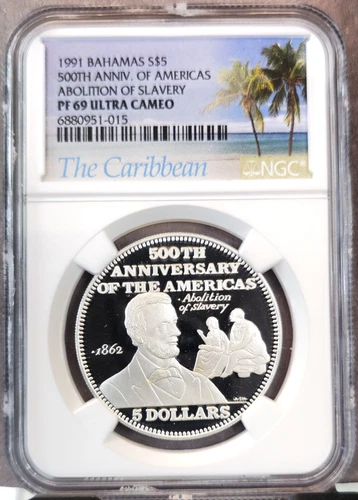 1991 BAHAMAS S$5
500TH ANNIV. OF AMERICAS
ABOLITION OF SLAVERY
PF 69 ULTRA CAMEO
6880951-015
The Caribbean
NGC
500TH
ANNIVERSARY
OF THE AMERICAS
·Abolition
of Slavery·
·1862
5 DOLLARS